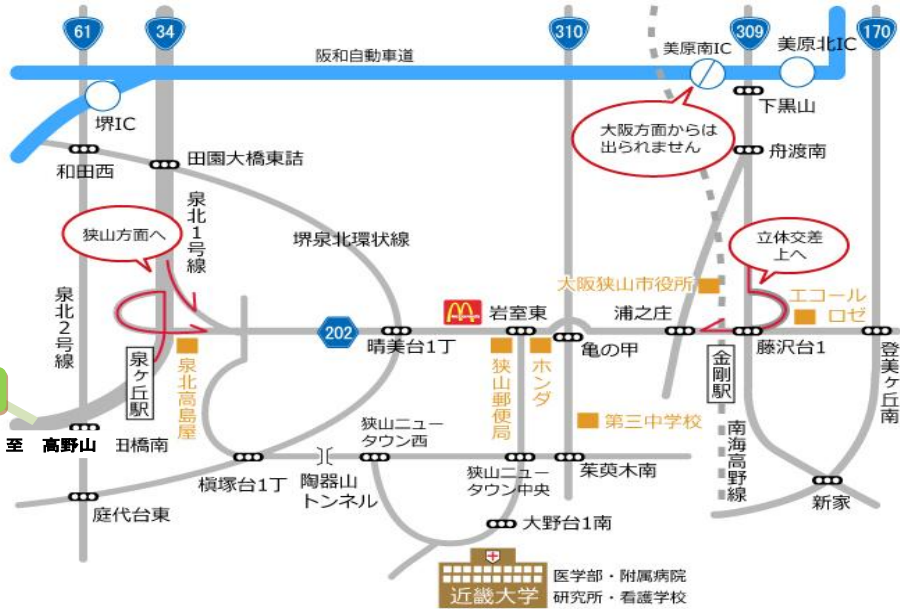 61
34
310
309
170
阪和自動車道
美原南IC
美原北IC
堺IC
下黒山
大阪方面からは
出られません
和田西
田園大橋東詰
舟渡南
泉北1号線
狭山方面へ
堺泉北環状線
立体交差
上へ
大阪狭山市役所
エコール
ロゼ
泉北2号線
岩室東
浦之庄
202
晴美台1丁
亀の甲
藤沢台1
泉ケ丘駅
泉北高島屋
狭山郵便局
ホンダ
金剛駅
登美ヶ丘南
第三中学校
狭山ニュー
タウン西
至 高野山
田橋南
南海高野線
槇塚台1丁
陶器山
トンネル
狭山ニュー
タウン中央
茱萸木南
庭代台東
新家
大野台1南
近畿大学
医学部・附属病院
研究所・看護学校